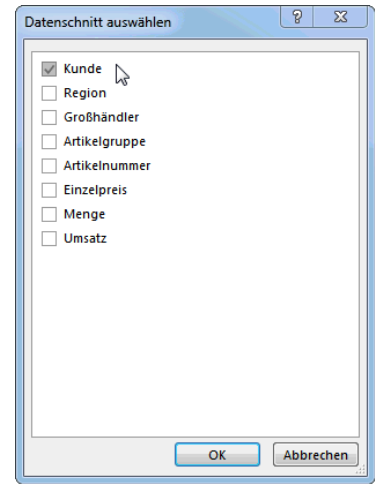 Datenschnitt auswählen
Kunde
Region
Großhändler
Artikelgruppe
Artikelnummer
Einzelpreis
Menge
Umsatz
OK Abbrechen